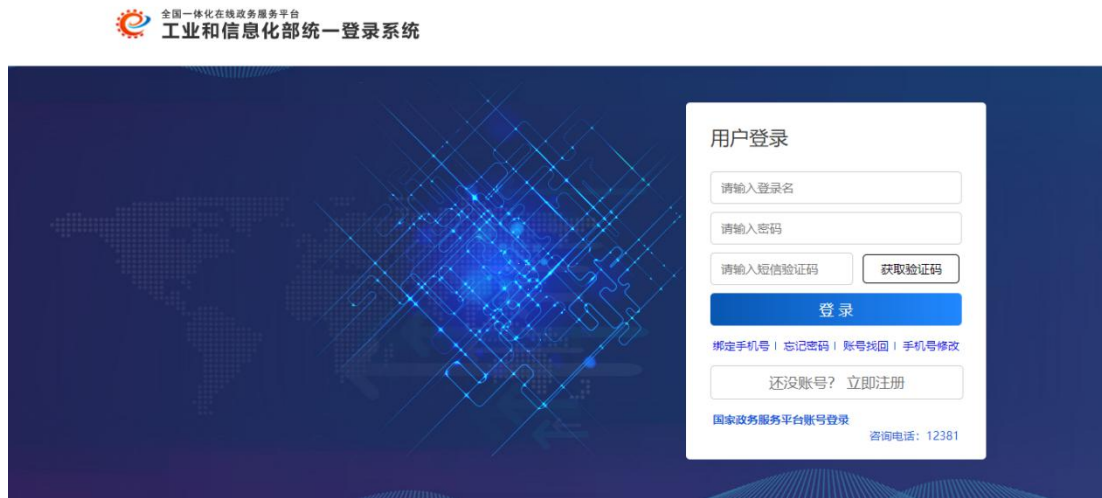 全国一体化在线政务服务平台
工业和信息化部统一登录系统
用户登录
请输入登录名
请输入密码
请输入短信验证码 获取验证码
登 录
绑定手机号 | 忘记密码 | 账号找回 | 手机号修改
还没账号？ 立即注册
国家政务服务平台账号登录
咨询电话：12381